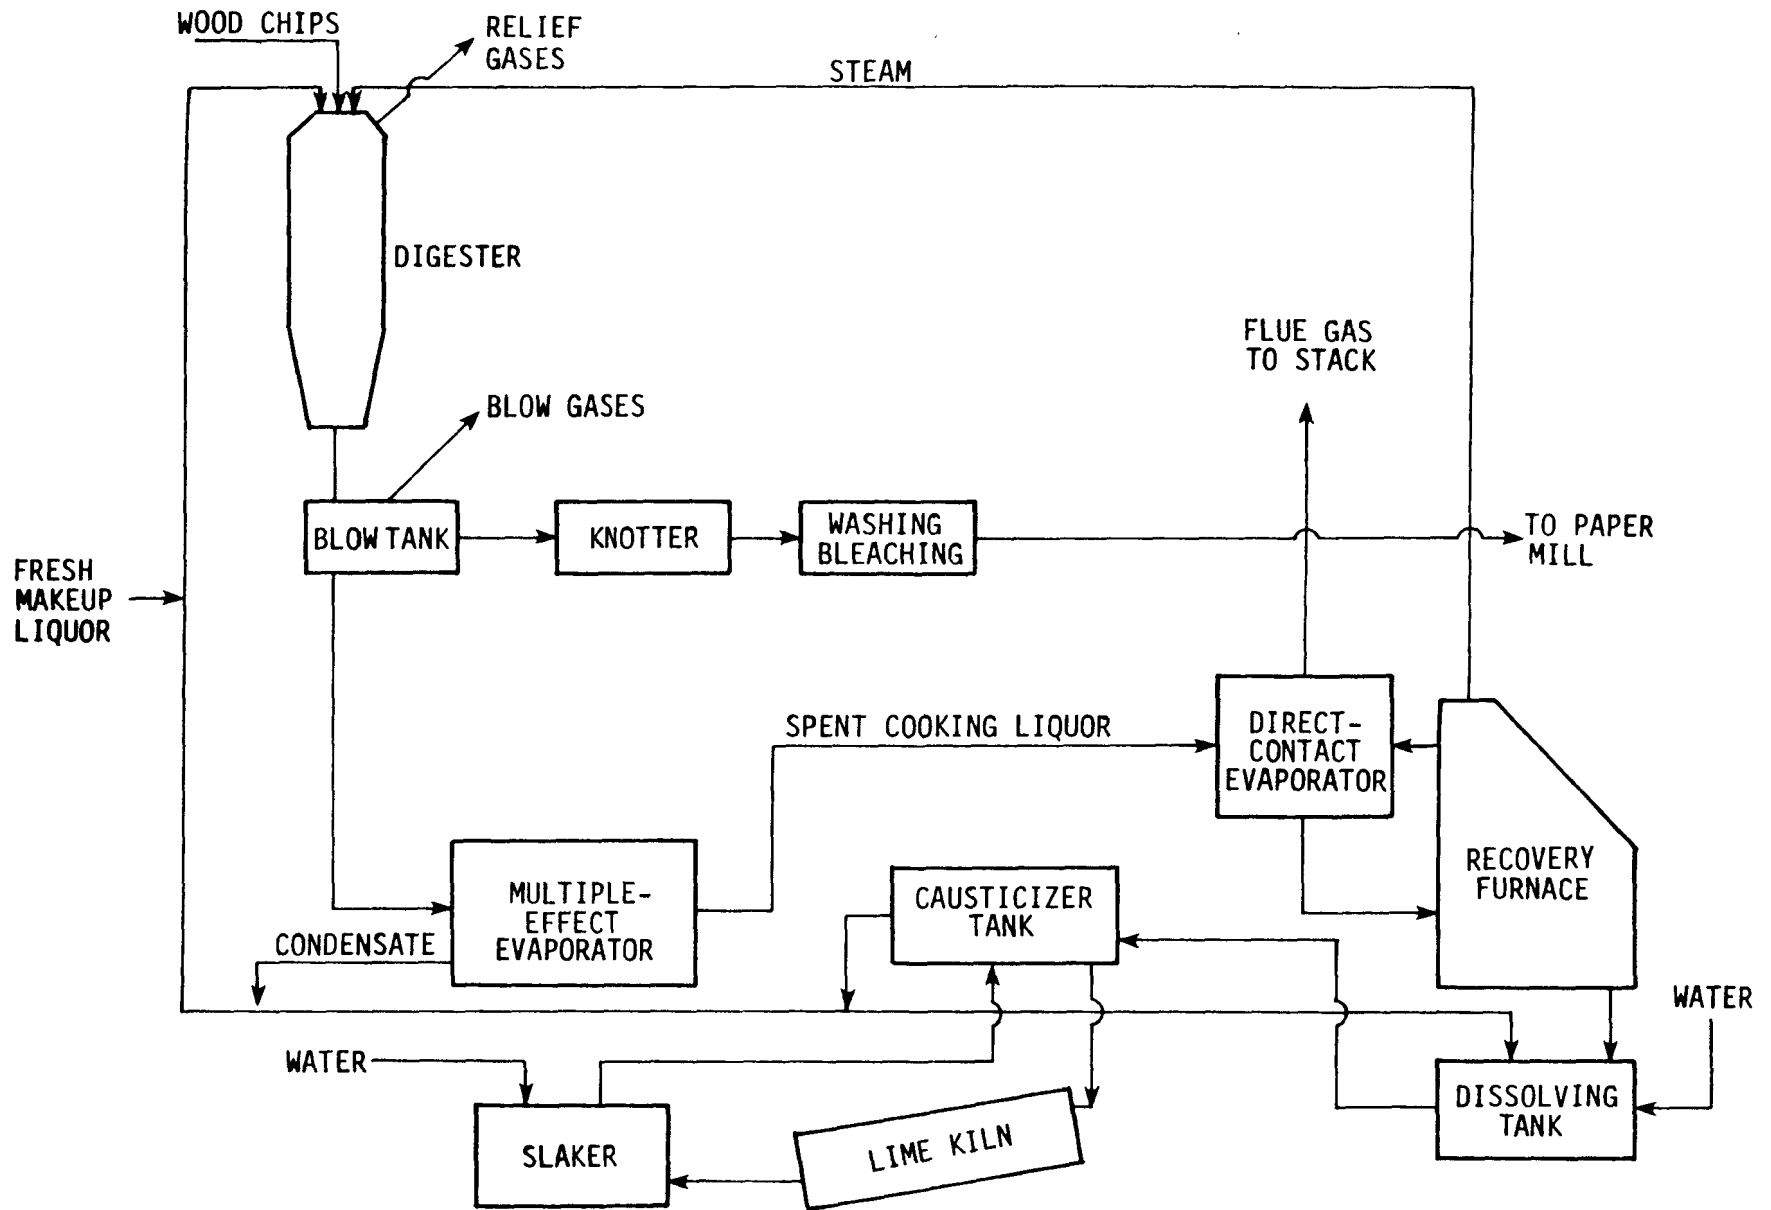 WOOD CHIPS
RELIEF
GASES
STEAM
DIGESTER
FLUE GAS
TO STACK
BLOW GASES
BLOW TANK
KNOTTER
WASHING
BLEACHING
TO PAPER
MILL
FRESH
MAKEUP
LIQUOR
SPENT COOKING LIQUOR
DIRECT-
CONTACT
EVAPORATOR
RECOVERY
FURNACE
MULTIPLE-
EFFECT
EVAPORATOR
CAUSTICIZER
TANK
CONDENSATE
WATER
WATER
DISSOLVING
TANK
SLAKER
LIME KILN